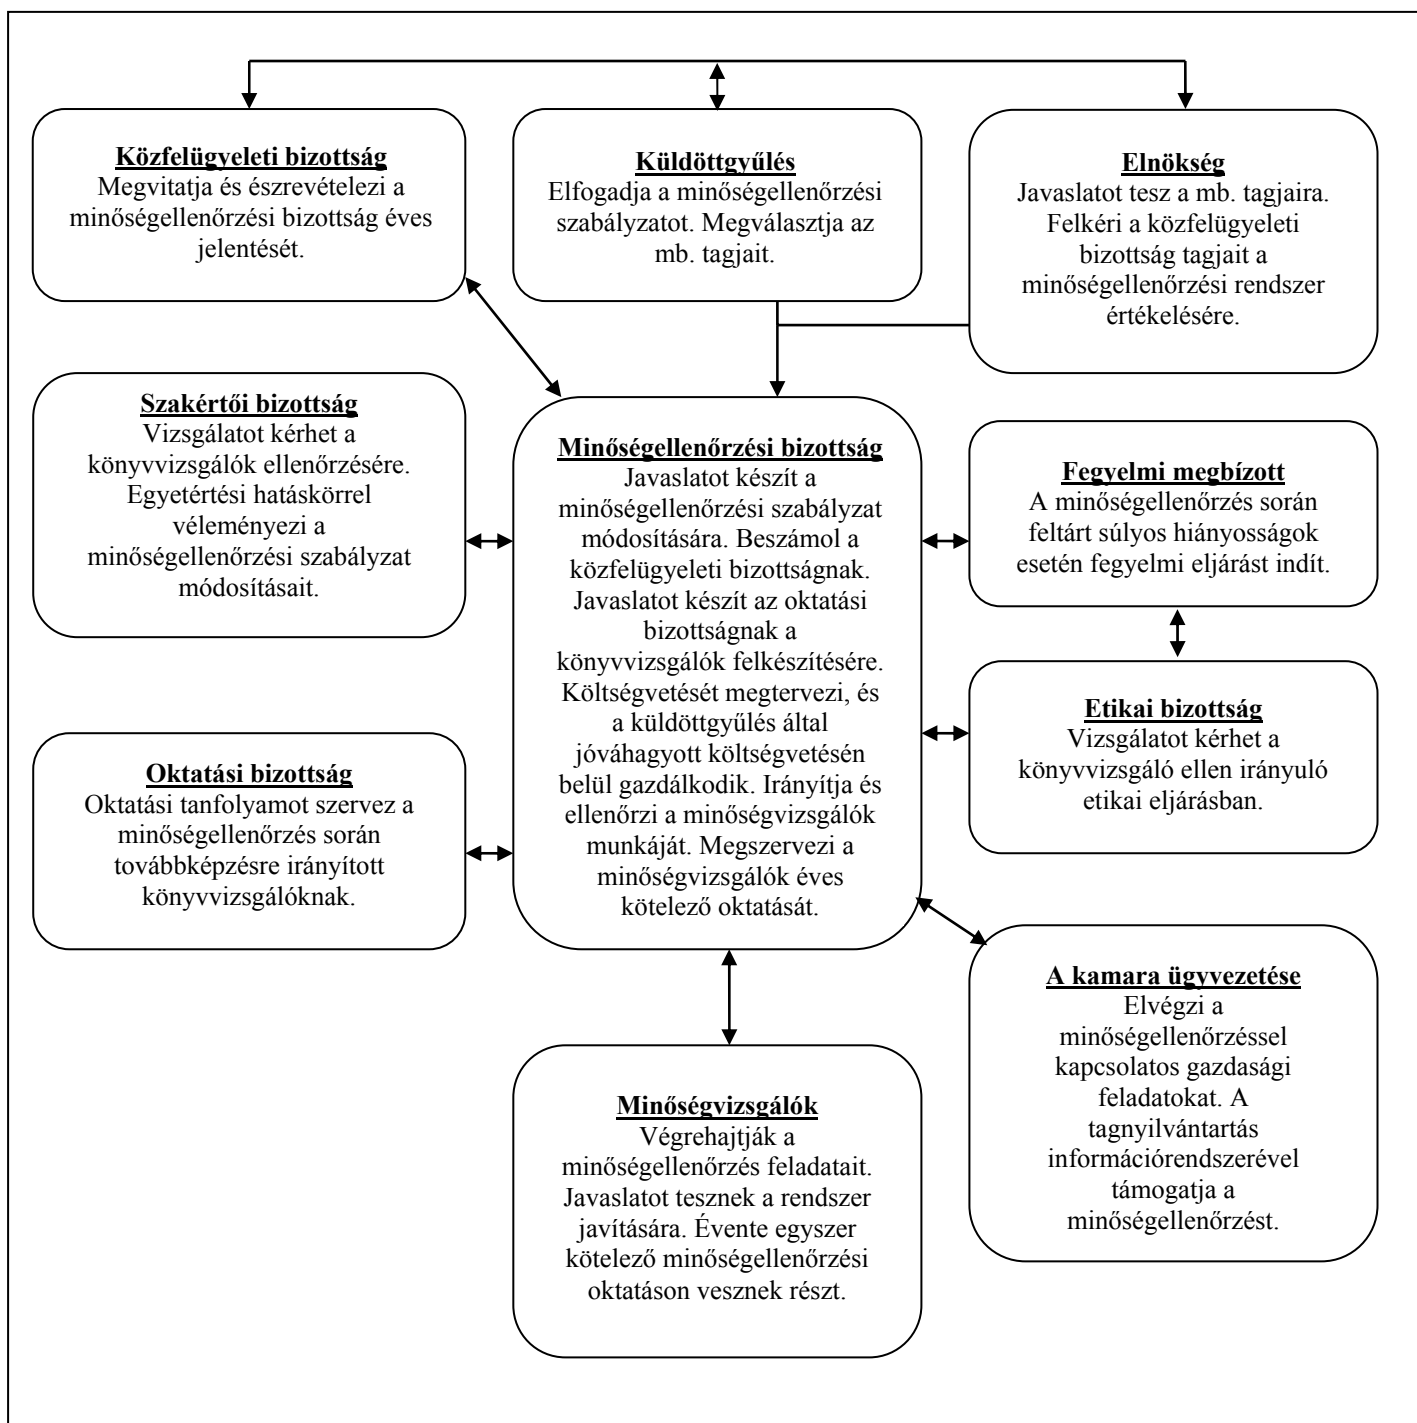 Közfelügyeleti bizottság
Megvitatja és észrevételezi a
minőségellenőrzési bizottság éves
jelentését.
Küldöttgyűlés
Elfogadja a minőségellenőrzési
szabályzatot. Megválasztja az
mb. tagjait.
Elnökség
Javaslatot tesz a mb. tagjaira.
Felkéri a közfelügyeleti
bizottság tagjait a
minőségellenőrzési rendszer
értékelésére.
Szakértői bizottság
Vizsgálatot kérhet a
könyvvizsgálók ellenőrzésére.
Egyetértési hatáskörrel
véleményezi a
minőségellenőrzési szabályzat
módosításait.
Minőségellenőrzési bizottság
Javaslatot készít a
minőségellenőrzési szabályzat
módosítására. Beszámol a
közfelügyeleti bizottságnak.
Javaslatot készít az oktatási
bizottságnak a
könyvvizsgálók felkészítésére.
Költségvetését megtervezi, és
a küldöttgyűlés által
jóváhagyott költségvetésén
belül gazdálkodik. Irányítja és
ellenőrzi a minőségvizsgálók
munkáját. Megszervezi a
minőségvizsgálók éves
kötelező oktatását.
Fegyelmi megbízott
A minőségellenőrzés során
feltárt súlyos hiányosságok
esetén fegyelmi eljárást indít.
Etikai bizottság
Vizsgálatot kérhet a
könyvvizsgáló ellen irányuló
etikai eljárásban.
Oktatási bizottság
Oktatási tanfolyamot szervez a
minőségellenőrzés során
továbbképzésre irányított
könyvvizsgálóknak.
A kamara ügyvezetése
Elvégzi a
minőségellenőrzéssel
kapcsolatos gazdasági
feladatokat. A
tagnyilvántartás
információrendszerével
támogatja a
minőségellenőrzést.
Minőségvizsgálók
Végrehajtják a
minőségellenőrzés feladatait.
Javaslatot tesznek a rendszer
javítására. Évente egyszer
kötelező minőségellenőrzési
oktatáson vesznek részt.